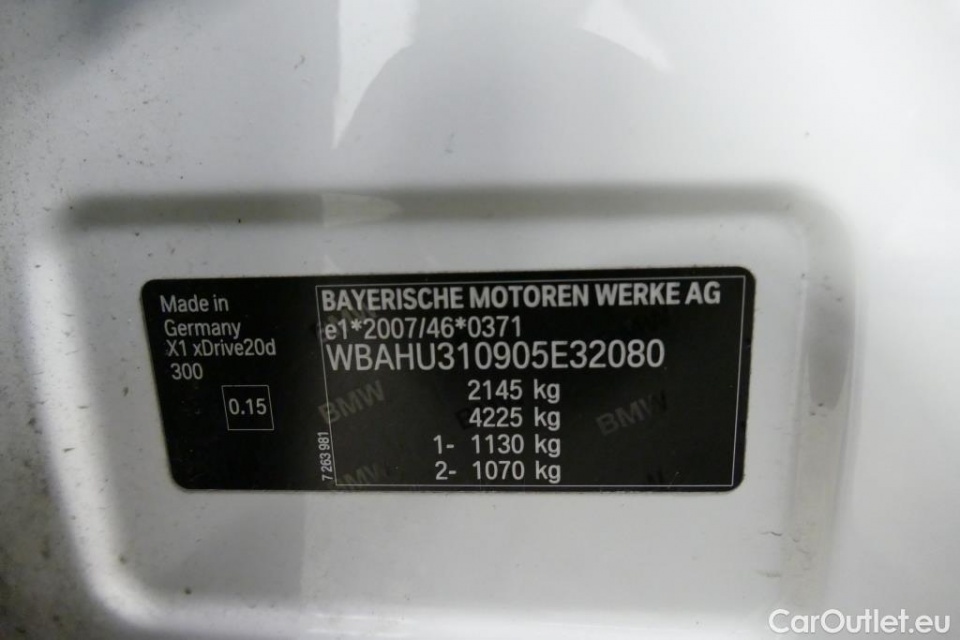 Made in
Germany
X1 xDrive20d
300
0.15
BAYERISCHE MOTOREN WERKE AG
e1*2007/46*0371
WBAHU310905E32080
2145 kg
4225 kg
1- 1130 kg
2- 1070 kg
7 263 981
BMW
BMW
BMW
CarOutlet.eu